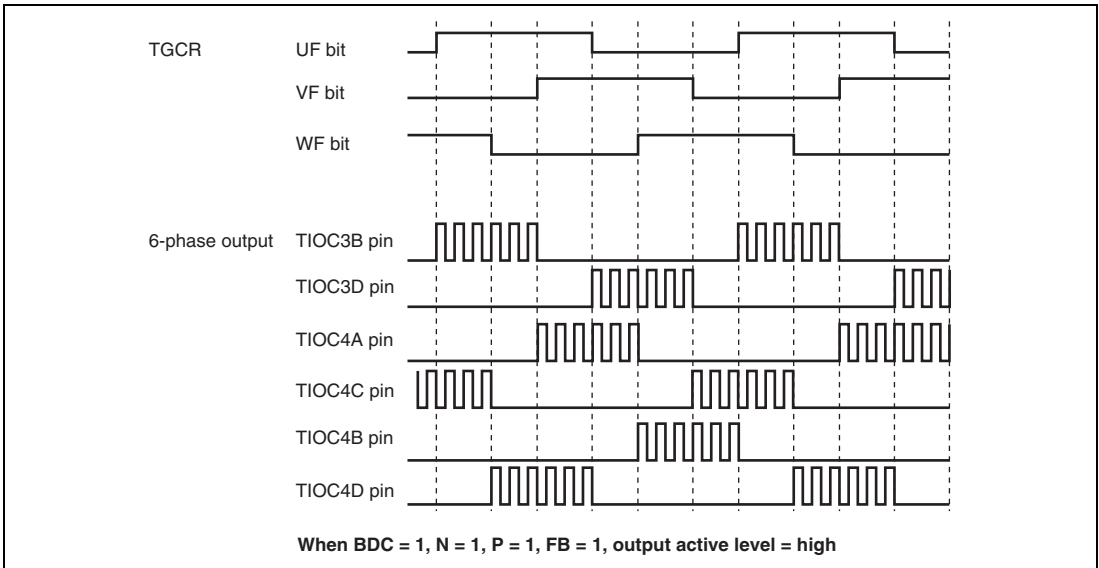 TGCR UF bit
VF bit
WF bit
6-phase output TIOC3B pin
TIOC3D pin
TIOC4A pin
TIOC4C pin
TIOC4B pin
TIOC4D pin
When BDC = 1, N = 1, P = 1, FB = 1, output active level = high